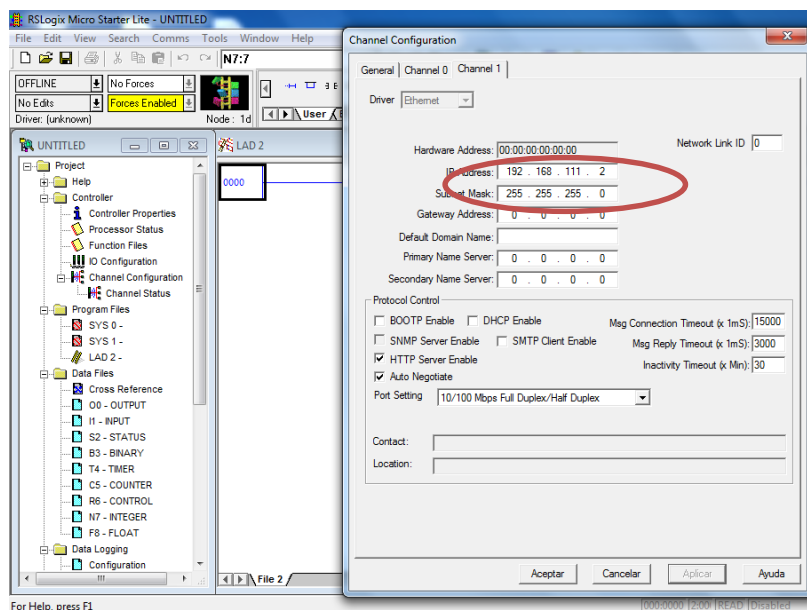 RSLogix Micro Starter Lite - UNTITLED
File Edit View Search Comms Tools Window Help
N7:7
OFFLINE No Forces
No Edits Forces Enabled
Driver: (unknown) Node: 1d
User
UNTITLED
Project
Help
Controller
Controller Properties
Processor Status
Function Files
IO Configuration
Channel Configuration
Channel Status
Program Files
SYS 0 -
SYS 1 -
LAD 2 -
Data Files
Cross Reference
O0 - OUTPUT
I1 - INPUT
S2 - STATUS
B3 - BINARY
T4 - TIMER
C5 - COUNTER
R6 - CONTROL
N7 - INTEGER
F8 - FLOAT
Data Logging
Configuration
LAD 2
0000
File 2
Channel Configuration
General Channel 0 Channel 1
Driver Ethernet
Hardware Address: 00:00:00:00:00:00 Network Link ID 0
IP Address: 192 . 168 . 111 . 2
Subnet Mask: 255 . 255 . 255 . 0
Gateway Address: 0 . 0 . 0 . 0
Default Domain Name:
Primary Name Server: 0 . 0 . 0 . 0
Secondary Name Server: 0 . 0 . 0 . 0
Protocol Control
BOOTP Enable DHCP Enable Msg Connection Timeout (x 1mS): 15000
SNMP Server Enable SMTP Client Enable Msg Reply Timeout (x 1mS): 3000
HTTP Server Enable Inactivity Timeout (x Min): 30
Auto Negotiate
Port Setting 10/100 Mbps Full Duplex/Half Duplex
Contact:
Location:
Aceptar Cancelar Aplicar Ayuda
For Help, press F1
000:0000 2:00 READ Disabled